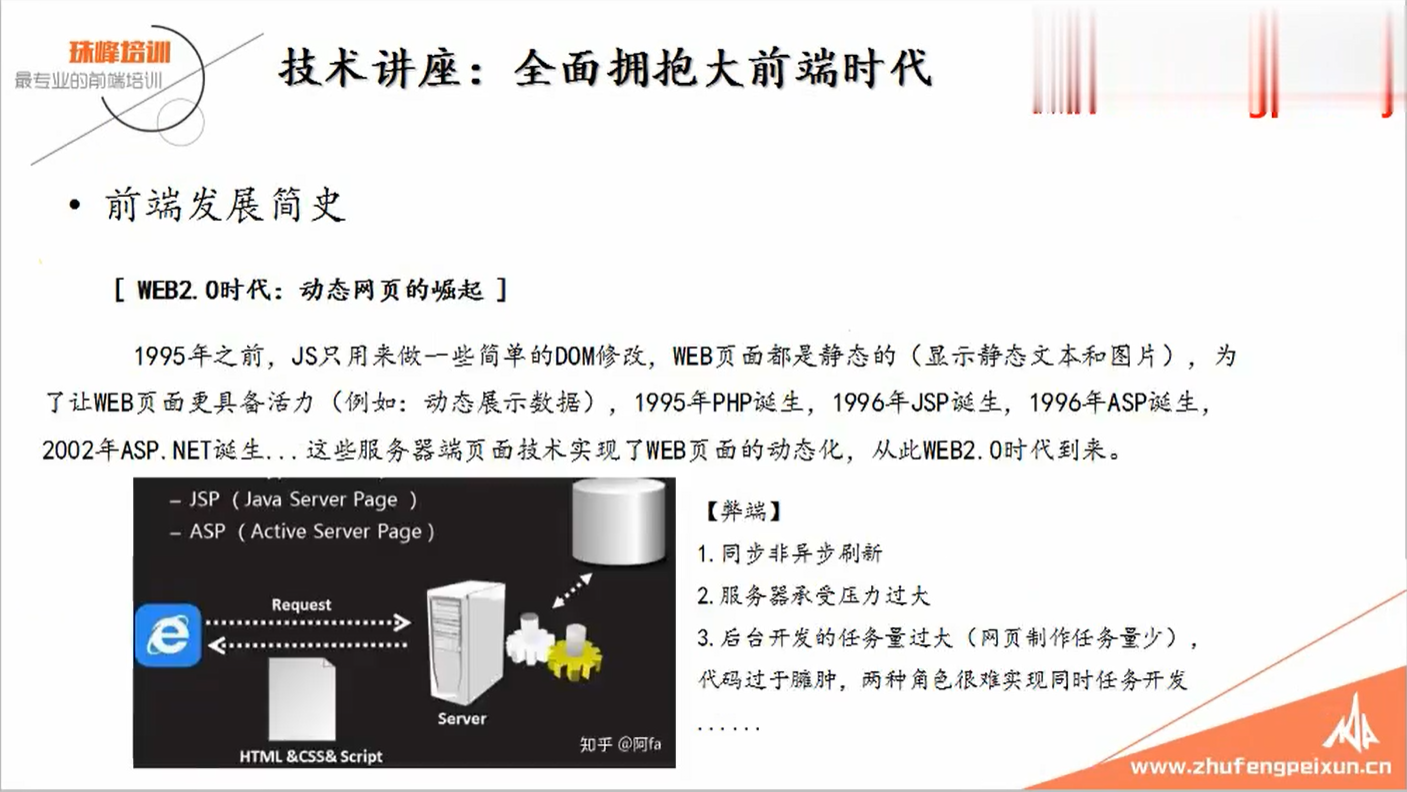 珠峰培训
最专业的前端培训
技术讲座：全面拥抱大前端时代
• 前端发展简史
[ WEB2.0时代：动态网页的崛起 ]
1995年之前，JS只用来做一些简单的DOM修改，WEB页面都是静态的（显示静态文本和图片），为
了让WEB页面更具备活力（例如：动态展示数据），1995年PHP诞生，1996年JSP诞生，1996年ASP诞生，
2002年ASP.NET诞生...这些服务器端页面技术实现了WEB页面的动态化，从此WEB2.0时代到来。
– JSP （Java Server Page ）
– ASP （Active Server Page）
Request
Server
HTML &CSS& Script
知乎 @阿fa
【弊端】
1.同步非异步刷新
2.服务器承受压力过大
3.后台开发的任务量过大（网页制作任务量少），
代码过于臃肿，两种角色很难实现同时任务开发
......
www.zhufengpeixun.cn